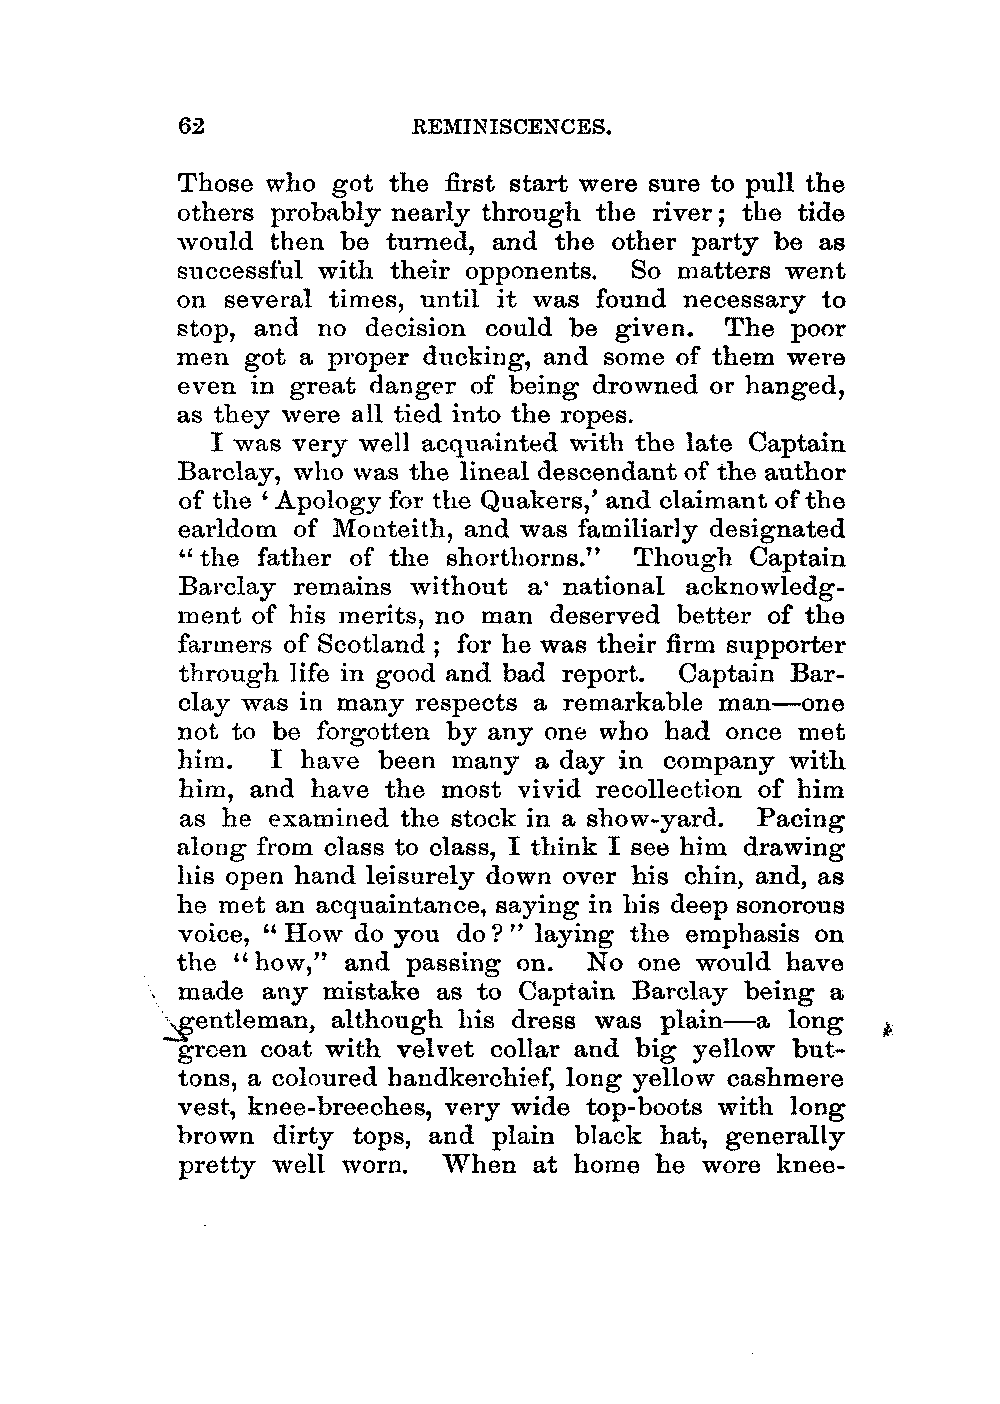 62 REMINISCENCES.
Those who got the first start were sure to pull the
others probably nearly through the river; the tide
would then be turned, and the other party be as
successful with their opponents. So matters went
on several times, until it was found necessary to
stop, and no decision could be given. The poor
men got a proper ducking, and some of them were
even in great danger of being drowned or hanged,
as they were all tied into the ropes.
I was very well acquainted with the late Captain
Barclay, who was the lineal descendant of the author
of the ‘Apology for the Quakers,’ and claimant of the
earldom of Monteith, and was familiarly designated
“the father of the shorthorns.” Though Captain
Barclay remains without a national acknowledg-
ment of his merits, no man deserved better of the
farmers of Scotland; for he was their firm supporter
through life in good and bad report. Captain Bar-
clay was in many respects a remarkable man—one
not to be forgotten by any one who had once met
him. I have been many a day in company with
him, and have the most vivid recollection of him
as he examined the stock in a show-yard. Pacing
along from class to class, I think I see him drawing
his open hand leisurely down over his chin, and, as
he met an acquaintance, saying in his deep sonorous
voice, “How do you do?” laying the emphasis on
the “how,” and passing on. No one would have
made any mistake as to Captain Barclay being a
gentleman, although his dress was plain—a long
green coat with velvet collar and big yellow but-
tons, a coloured handkerchief, long yellow cashmere
vest, knee-breeches, very wide top-boots with long
brown dirty tops, and plain black hat, generally
pretty well worn. When at home he wore knee-